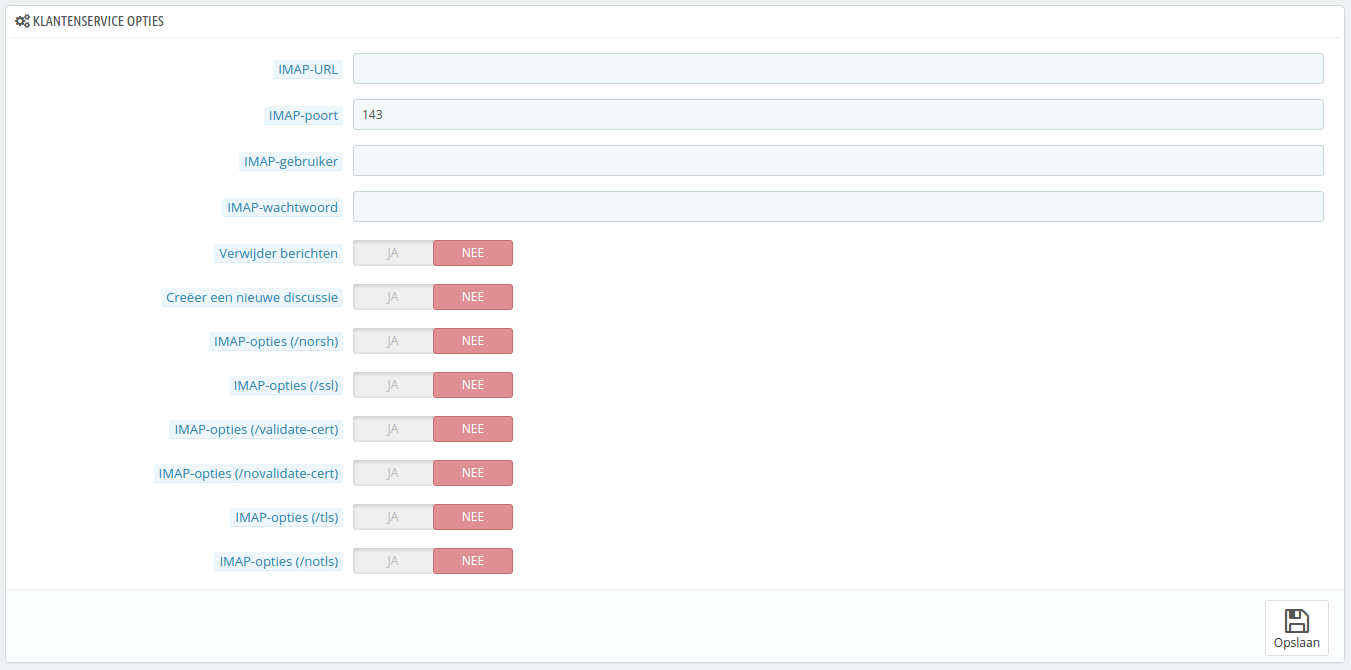 KLANTENSERVICE OPTIES
IMAP-URL
IMAP-poort 143
IMAP-gebruiker
IMAP-wachtwoord
Verwijder berichten JA NEE
Creëer een nieuwe discussie JA NEE
IMAP-opties (/norsh) JA NEE
IMAP-opties (/ssl) JA NEE
IMAP-opties (/validate-cert) JA NEE
IMAP-opties (/novalidate-cert) JA NEE
IMAP-opties (/tls) JA NEE
IMAP-opties (/notls) JA NEE
Opslaan